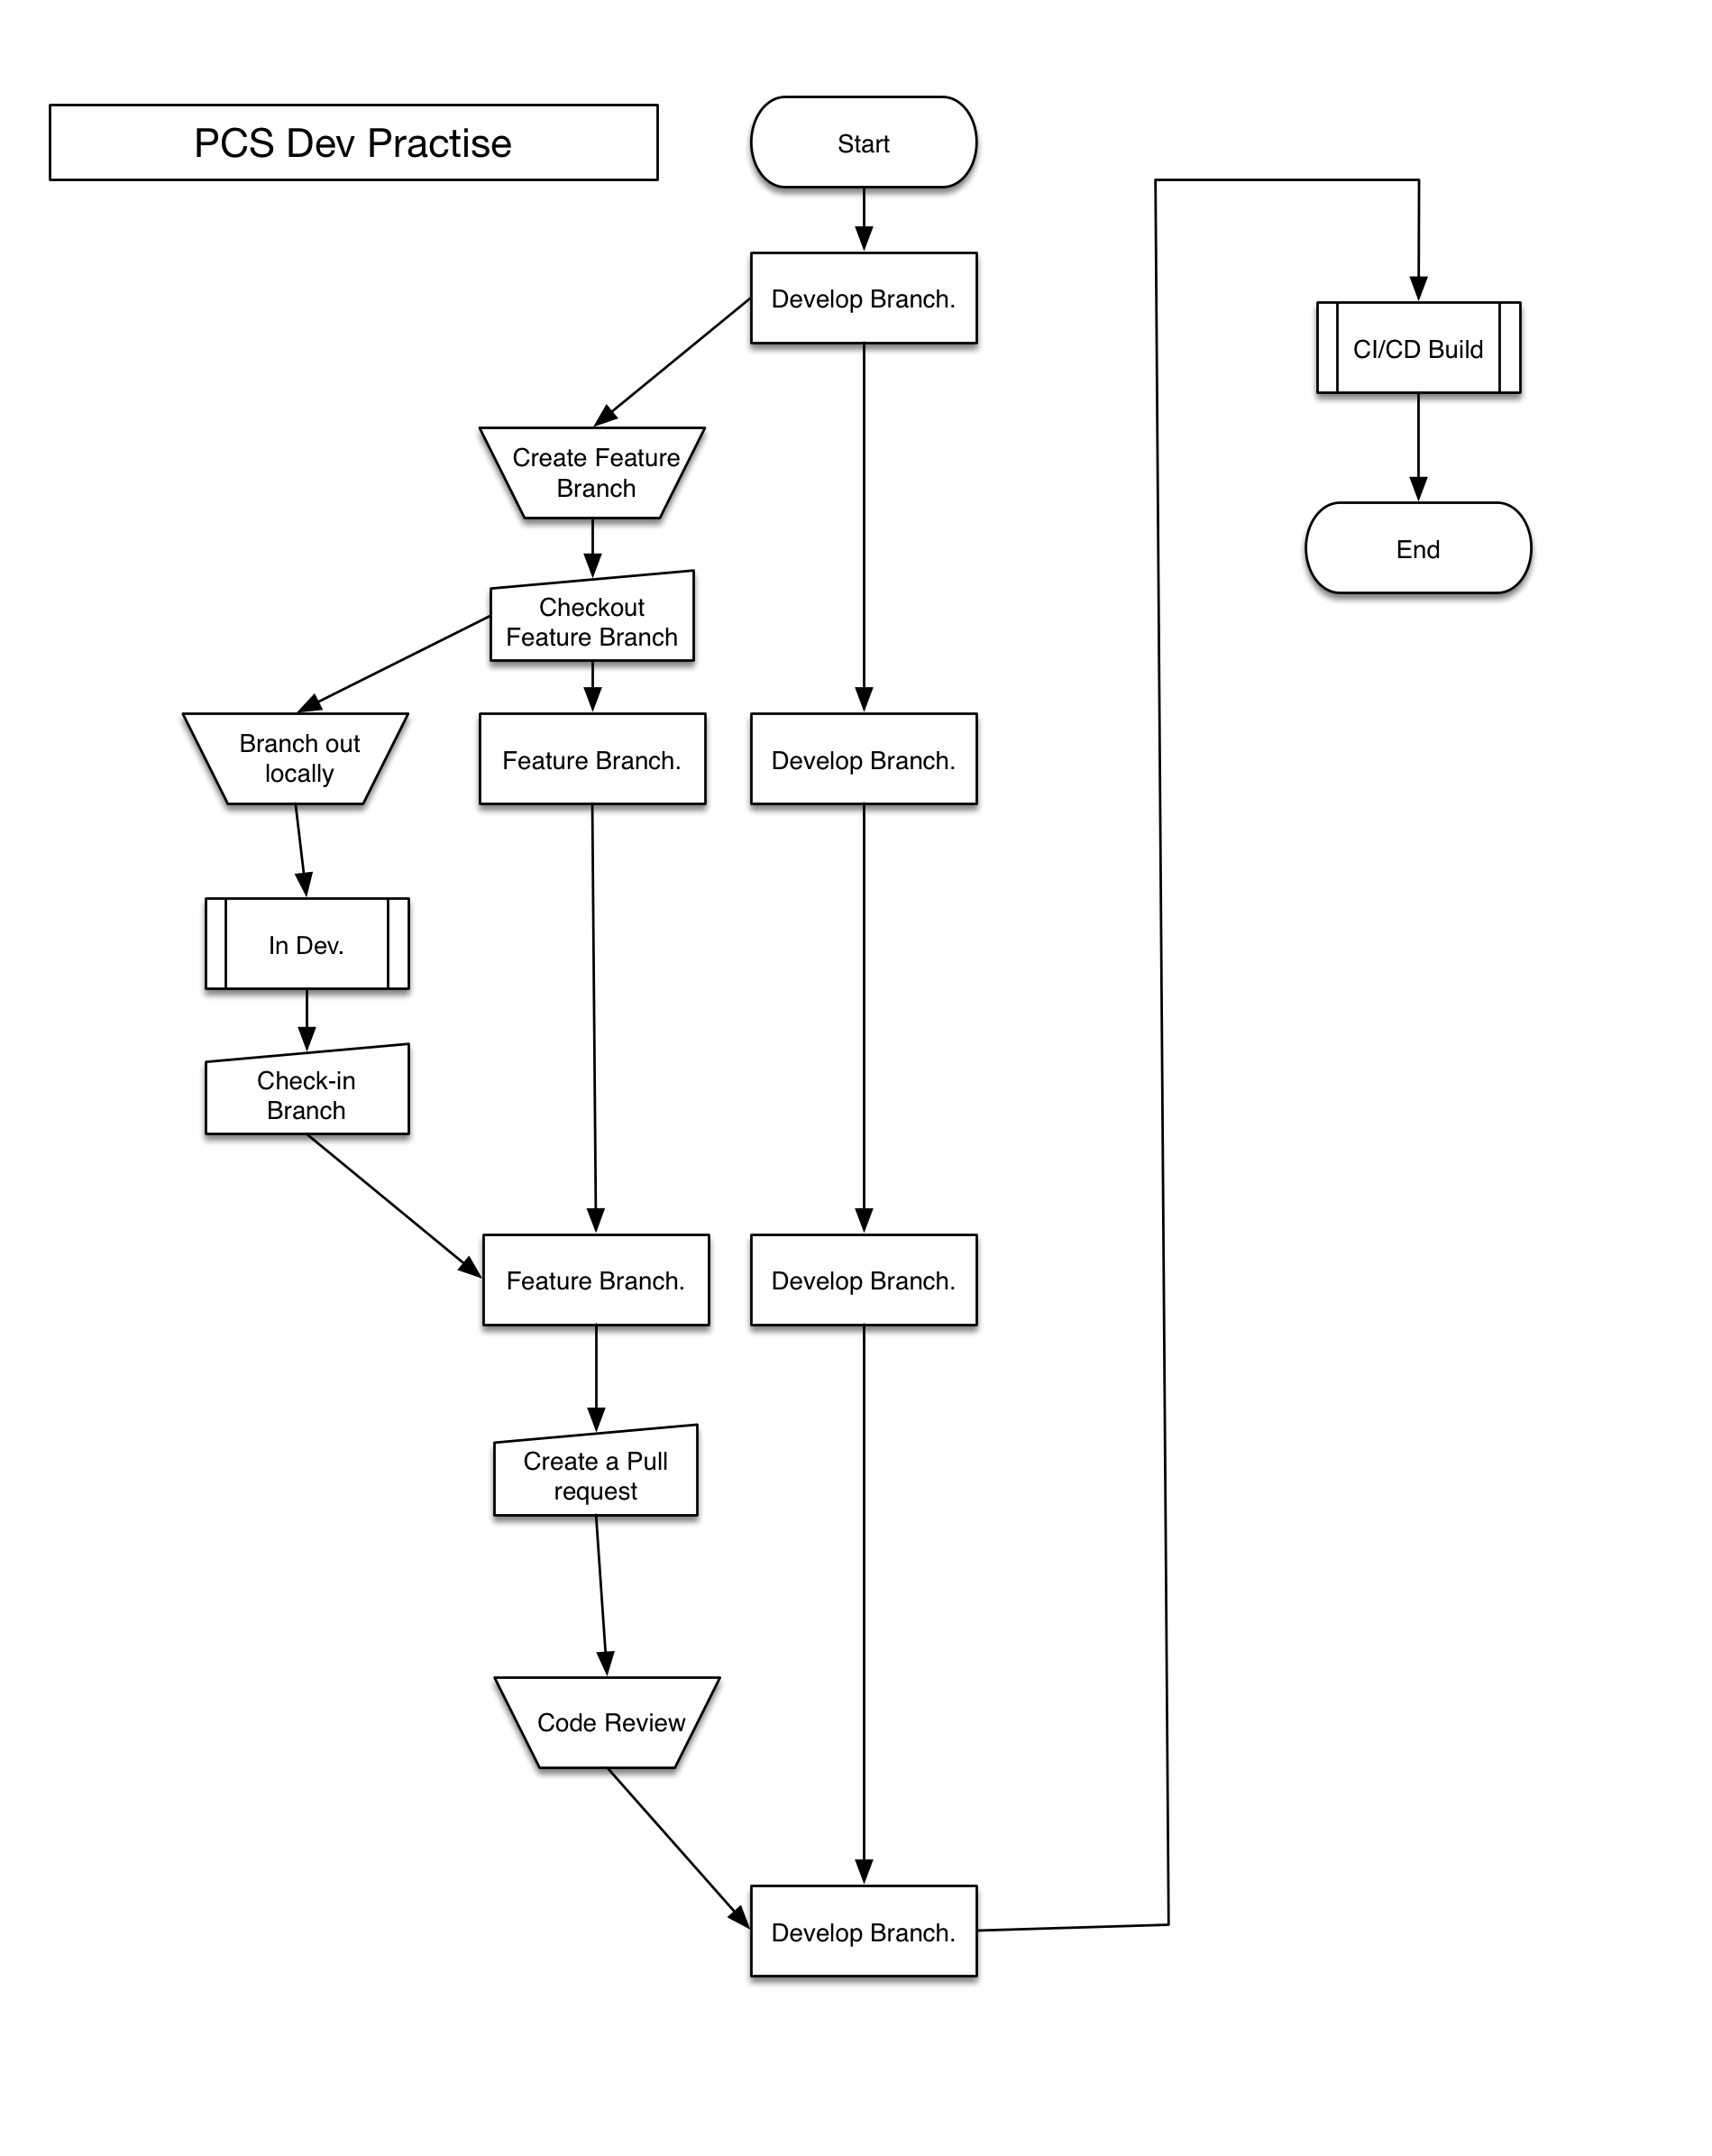 PCS Dev Practise
Start
Develop Branch.
CI/CD Build
Create Feature
Branch
End
Checkout
Feature Branch
Branch out
locally
Feature Branch.
Develop Branch.
In Dev.
Check-in
Branch
Feature Branch.
Develop Branch.
Create a Pull
request
Code Review
Develop Branch.